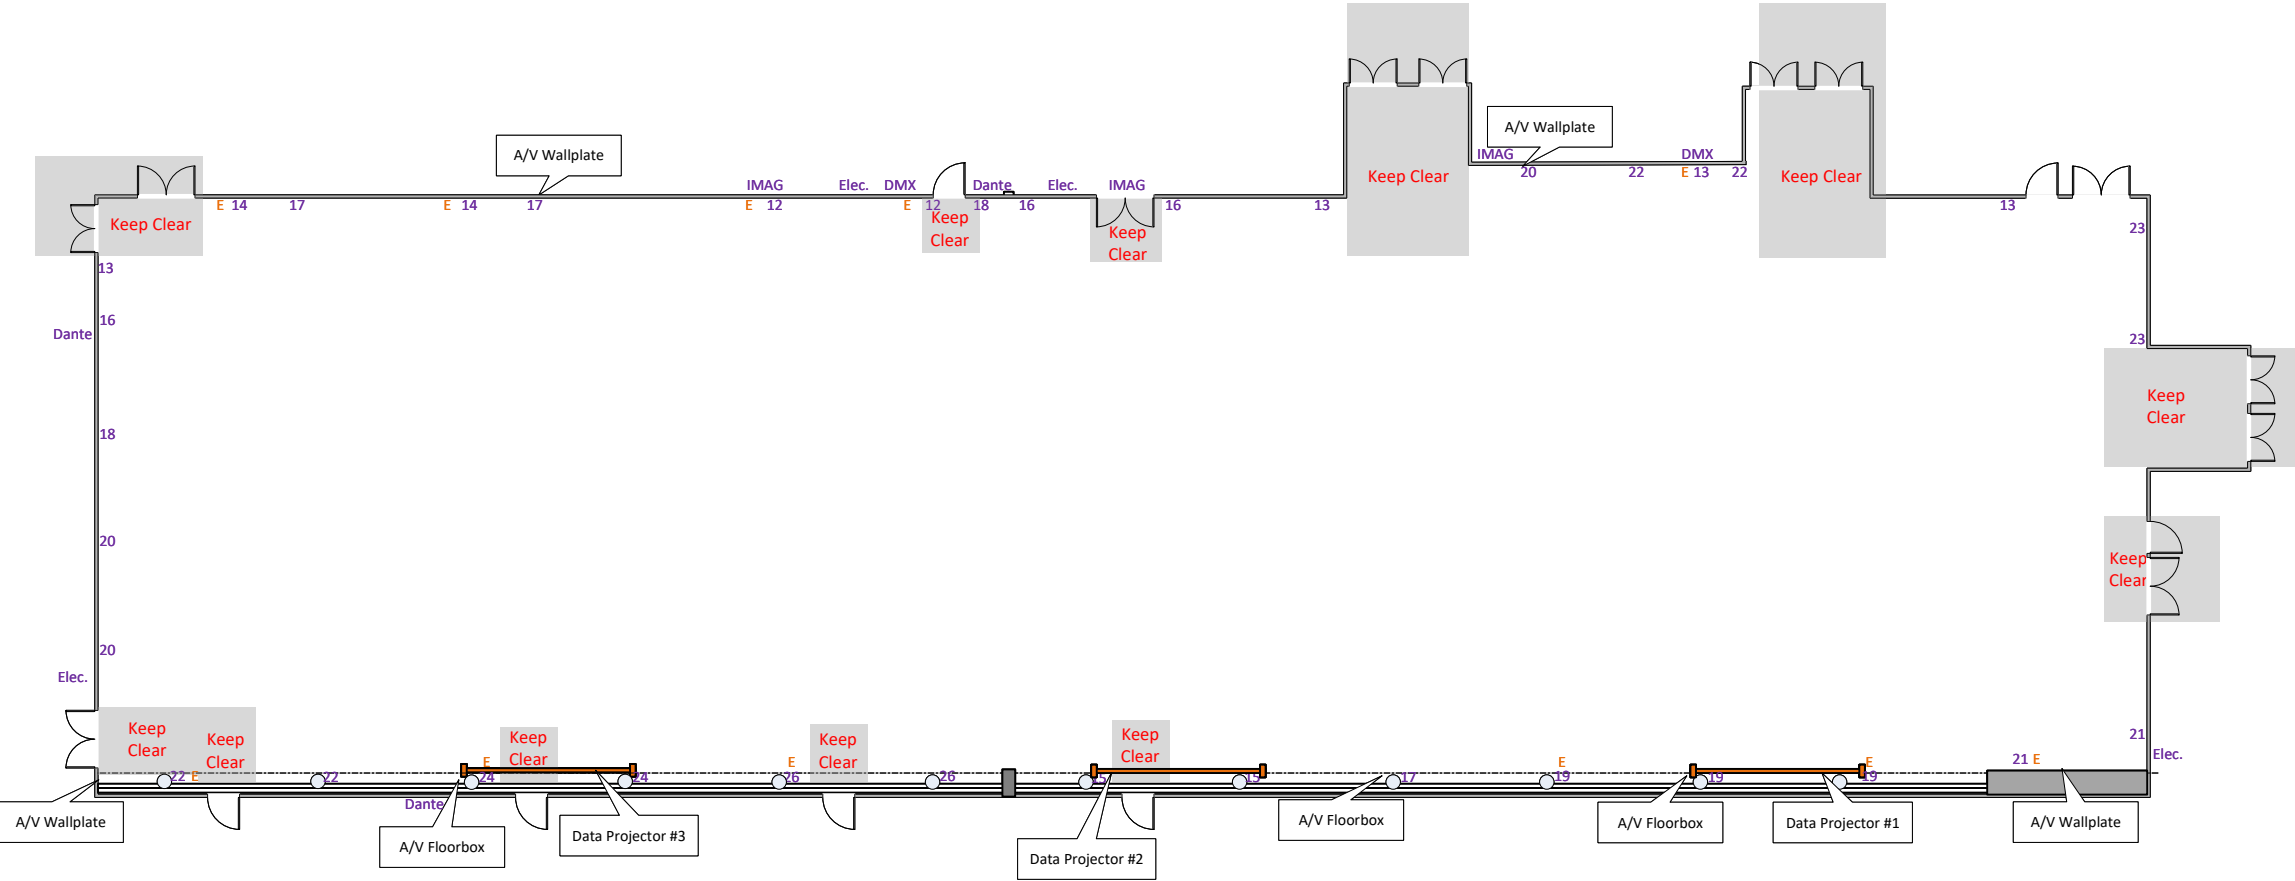 A/V Wallplate
A/V Wallplate
IMAG
DMX
Keep Clear
20
22
E 13
22
Keep Clear
IMAG
Elec.
DMX
Dante
Elec.
IMAG
E 14
17
E 14
17
E 12
E 12
18
16
16
13
13
Keep Clear
Keep
Clear
Keep
Clear
23
13
16
Dante
23
Keep
Clear
18
20
Keep
Clear
20
Elec.
Keep
Clear
Keep
Clear
Keep
Clear
Keep
Clear
Keep
Clear
21
Elec.
21 E
E
E
E
E
22 E
22
24
24
26
26
15
15
17
19
19
19
Dante
A/V Wallplate
A/V Floorbox
Data Projector #3
Data Projector #2
A/V Floorbox
A/V Floorbox
Data Projector #1
A/V Wallplate